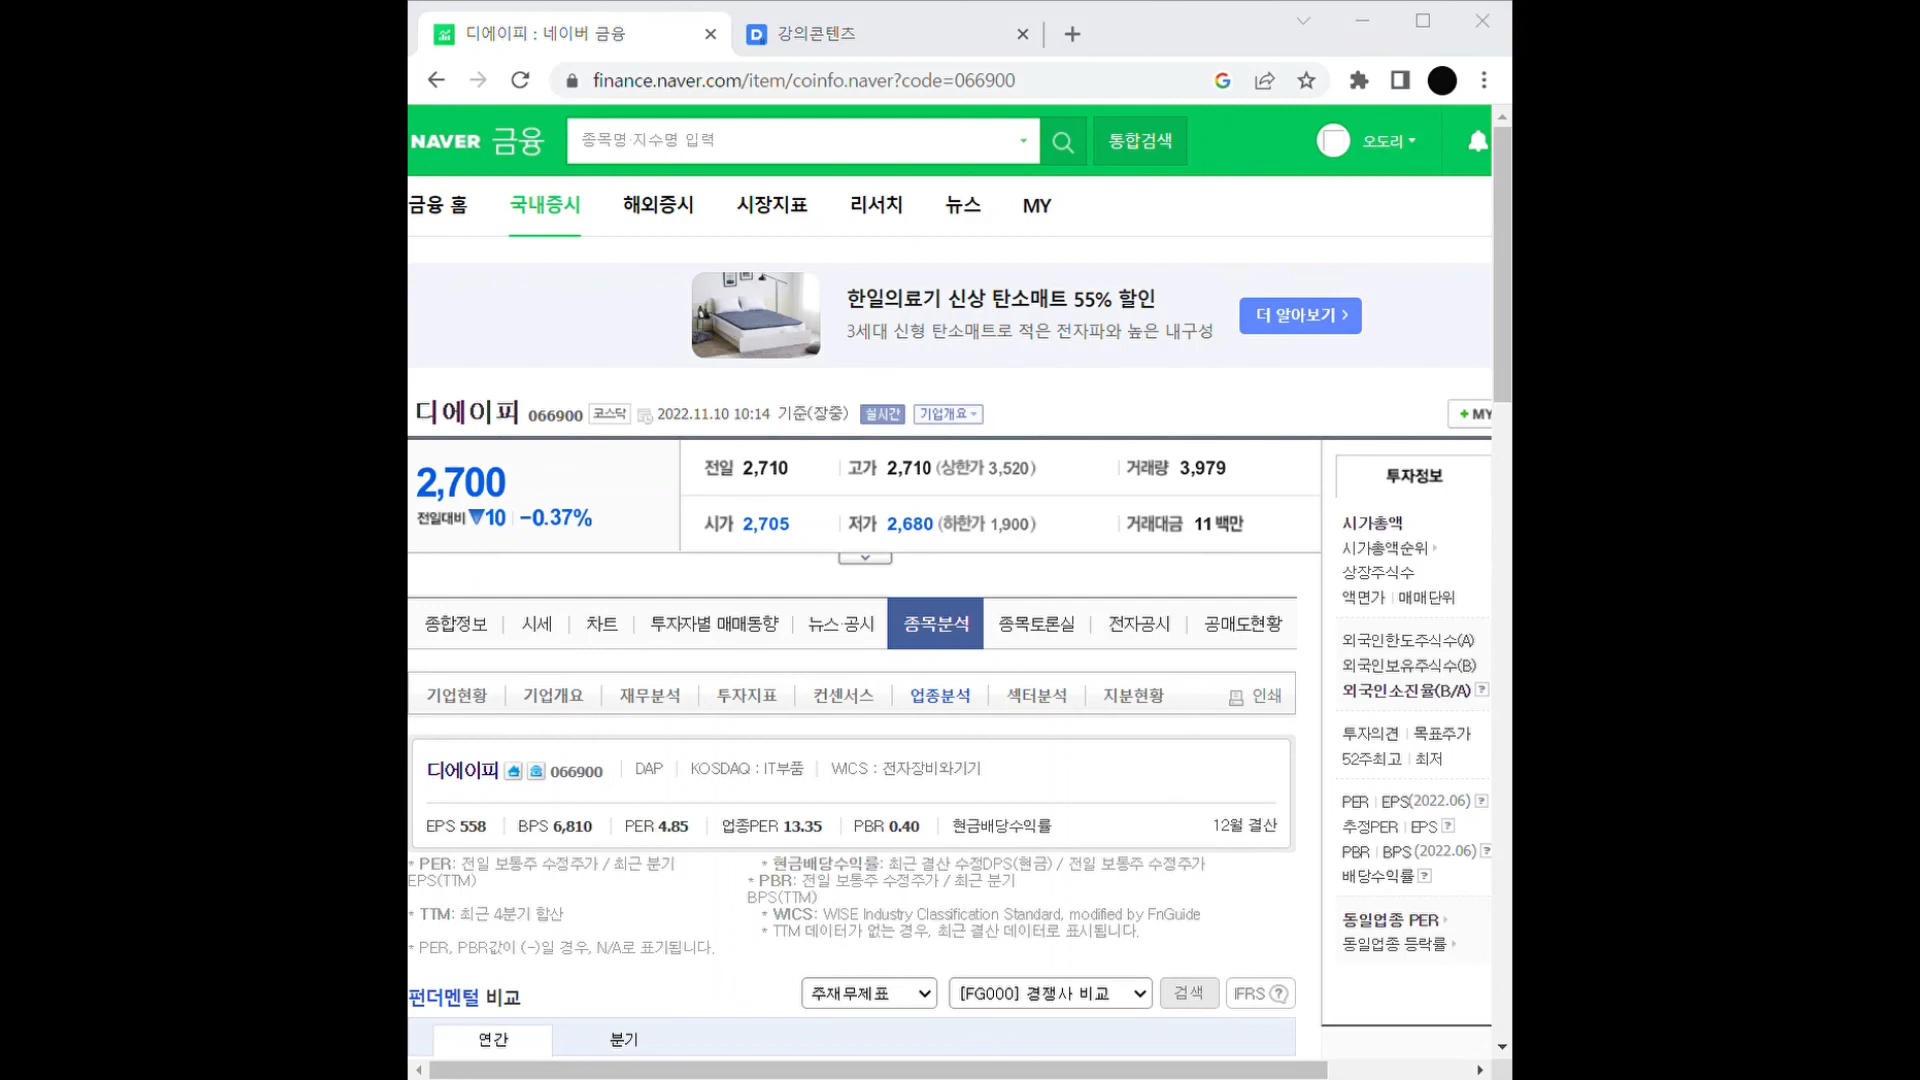 디에이피 : 네이버 금융
강의콘텐츠
finance.naver.com/item/coinfo.naver?code=066900
NAVER 금융
종목명·지수명 입력
통합검색
오도리
금융 홈 국내증시 해외증시 시장지표 리서치 뉴스 MY
한일의료기 신상 탄소매트 55% 할인
3세대 신형 탄소매트로 적은 전자파와 높은 내구성
더 알아보기 >
디에이피 066900 코스닥 2022.11.10 10:14 기준(장중) 실시간 기업개요
+ MY
2,700
전일대비 ▼10 | -0.37%
전일 2,710 고가 2,710 (상한가 3,520) 거래량 3,979
시가 2,705 저가 2,680 (하한가 1,900) 거래대금 11 백만
종합정보 시세 차트 투자자별 매매동향 뉴스·공시 종목분석 종목토론실 전자공시 공매도현황
기업현황 기업개요 재무분석 투자지표 컨센서스 업종분석 섹터분석 지분현황 인쇄
디에이피 066900 DAP KOSDAQ : IT부품 WICS : 전자장비와기기
EPS 558 BPS 6,810 PER 4.85 업종PER 13.35 PBR 0.40 현금배당수익률 12월 결산
* PER: 전일 보통주 수정주가 / 최근 분기 EPS(TTM)
* TTM: 최근 4분기 합산
* PER, PBR값이 (-)일 경우, N/A로 표기됩니다.
* 현금배당수익률: 최근 결산 수정DPS(현금) / 전일 보통주 수정주가
* PBR: 전일 보통주 수정주가 / 최근 분기
BPS(TTM)
* WICS: WISE Industry Classification Standard, modified by FnGuide
* TTM 데이터가 없는 경우, 최근 결산 데이터로 표시됩니다.
펀더멘털 비교
주재무제표
[FG000] 경쟁사 비교
검색
IFRS ?
연간 분기
투자정보
시가총액
시가총액순위
상장주식수
액면가 | 매매단위
외국인한도주식수(A)
외국인보유주식수(B)
외국인소진율(B/A) ?
투자의견 | 목표주가
52주최고 | 최저
PER | EPS(2022.06) ?
추정PER | EPS ?
PBR | BPS (2022.06) ?
배당수익률 ?
동일업종 PER
동일업종 등락률